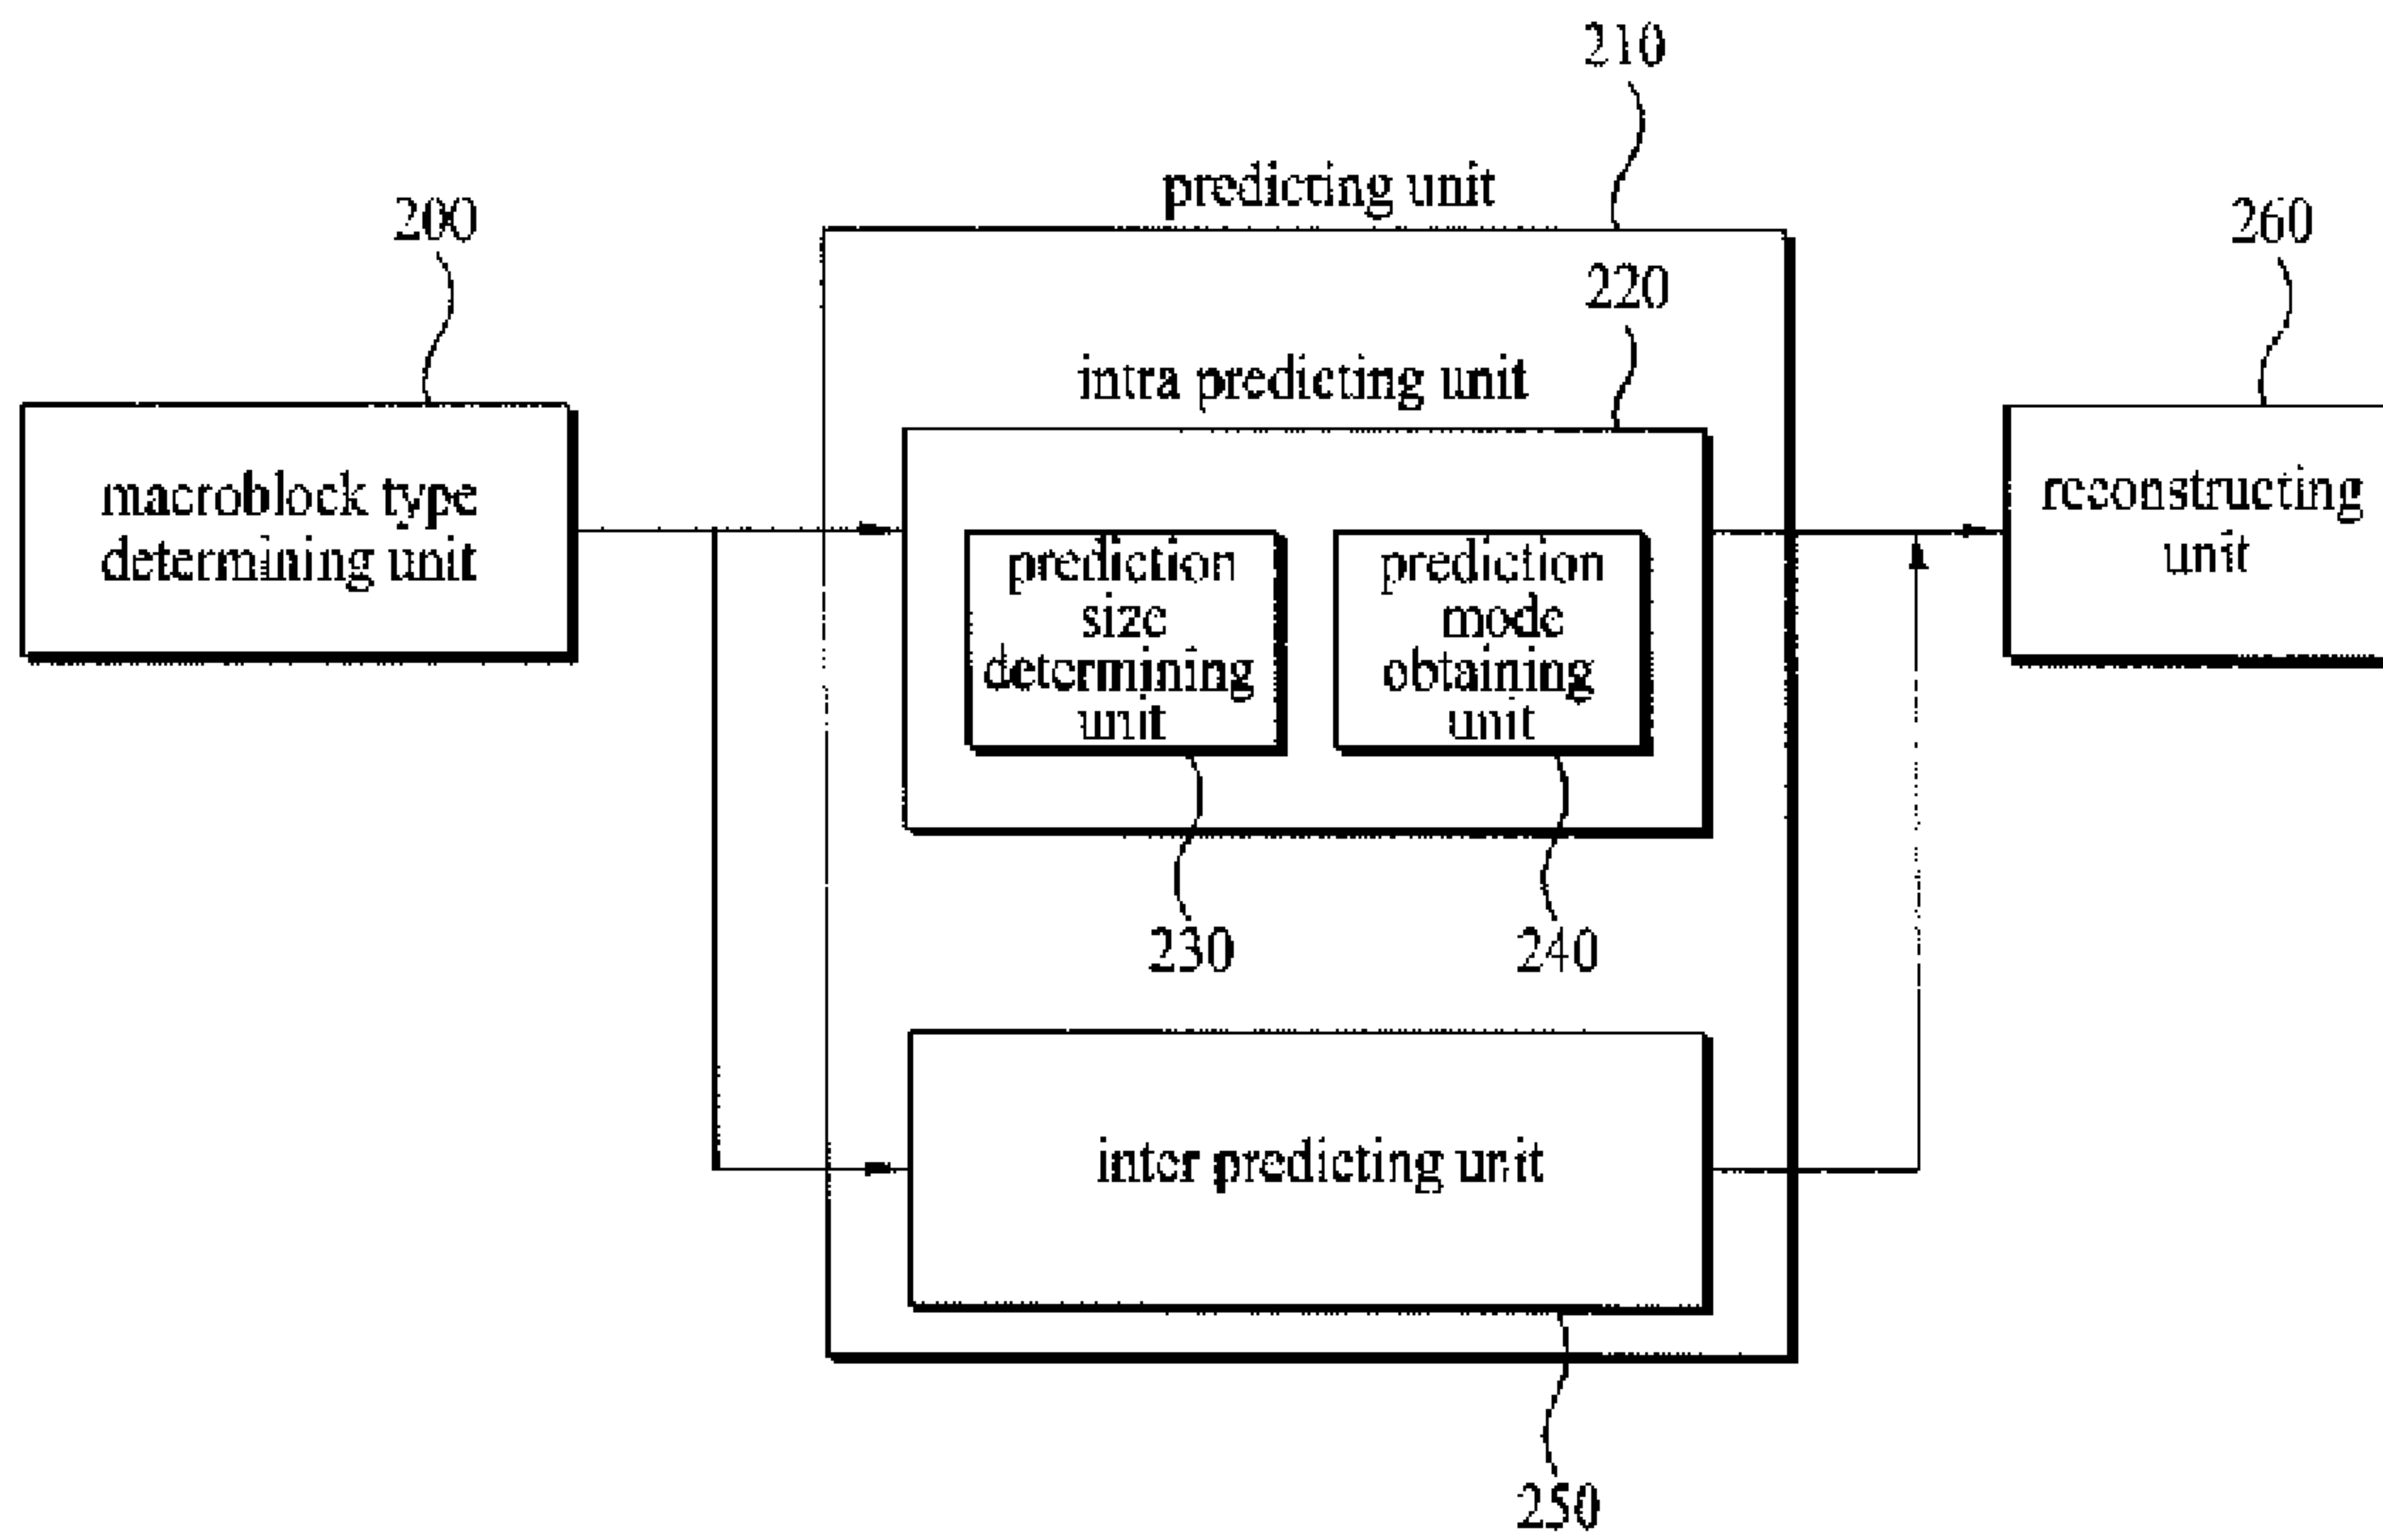 210
predicting unit
200
260
220
intra predicting unit
macroblock type
determining unit
prediction
size
determining
unit
prediction
mode
obtaining
unit
reconstructing
unit
230
240
inter predicting unit
250